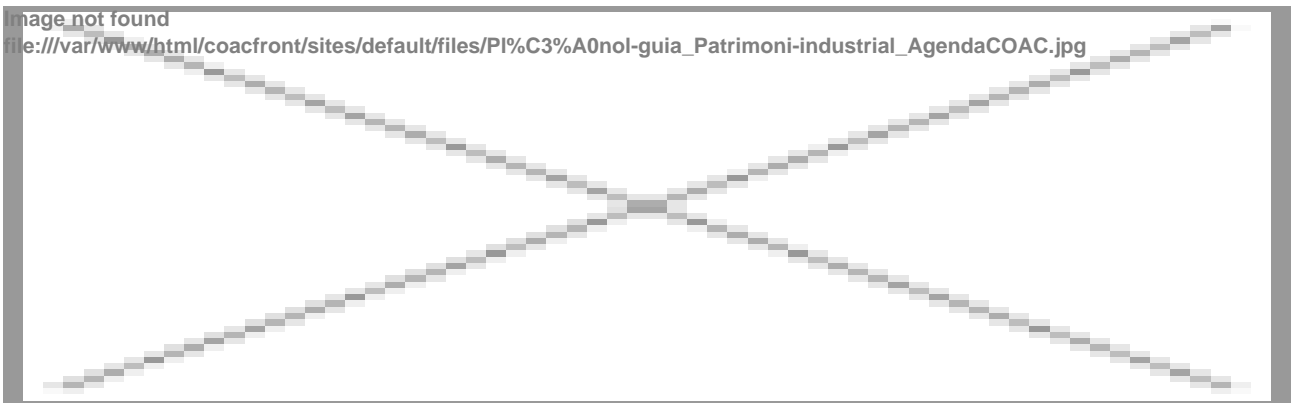 Image not found
file:///var/www/html/coacfront/sites/default/files/Pl%C3%A0nol-guia_Patrimoni-industrial_AgendaCOAC.jpg